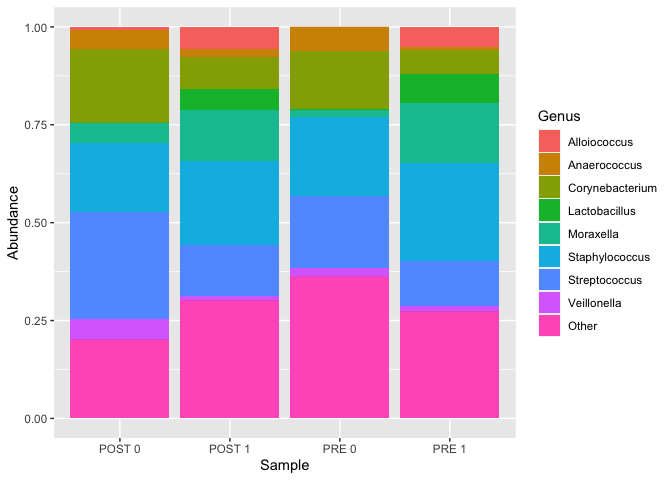 1.00
0.75
0.50
0.25
0.00
Abundance
POST 0
POST 1
PRE 0
PRE 1
Sample
Genus
Alloiococcus
Anaerococcus
Corynebacterium
Lactobacillus
Moraxella
Staphylococcus
Streptococcus
Veillonella
Other